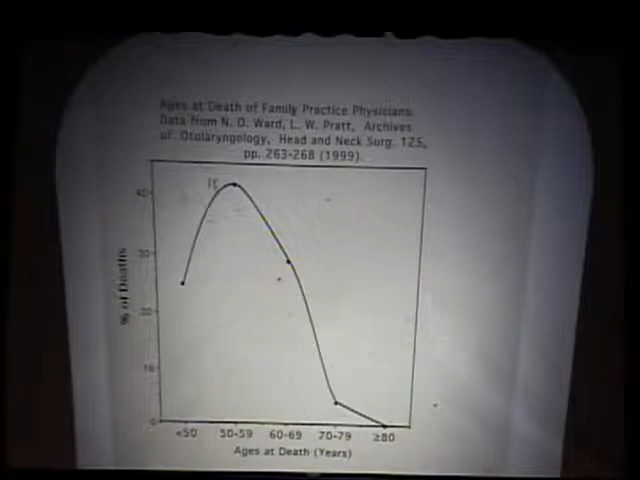 Ages at Death of Family Practice Physicians.
Data from N. D. Ward, L. W. Pratt, Archives
of Otolaryngology, Head and Neck Surg. 125,
pp. 263-268 (1999).
40
30
20
10
0
% of Deaths
<50 50-59 60-69 70-79 ≥80
Ages at Death (Years)